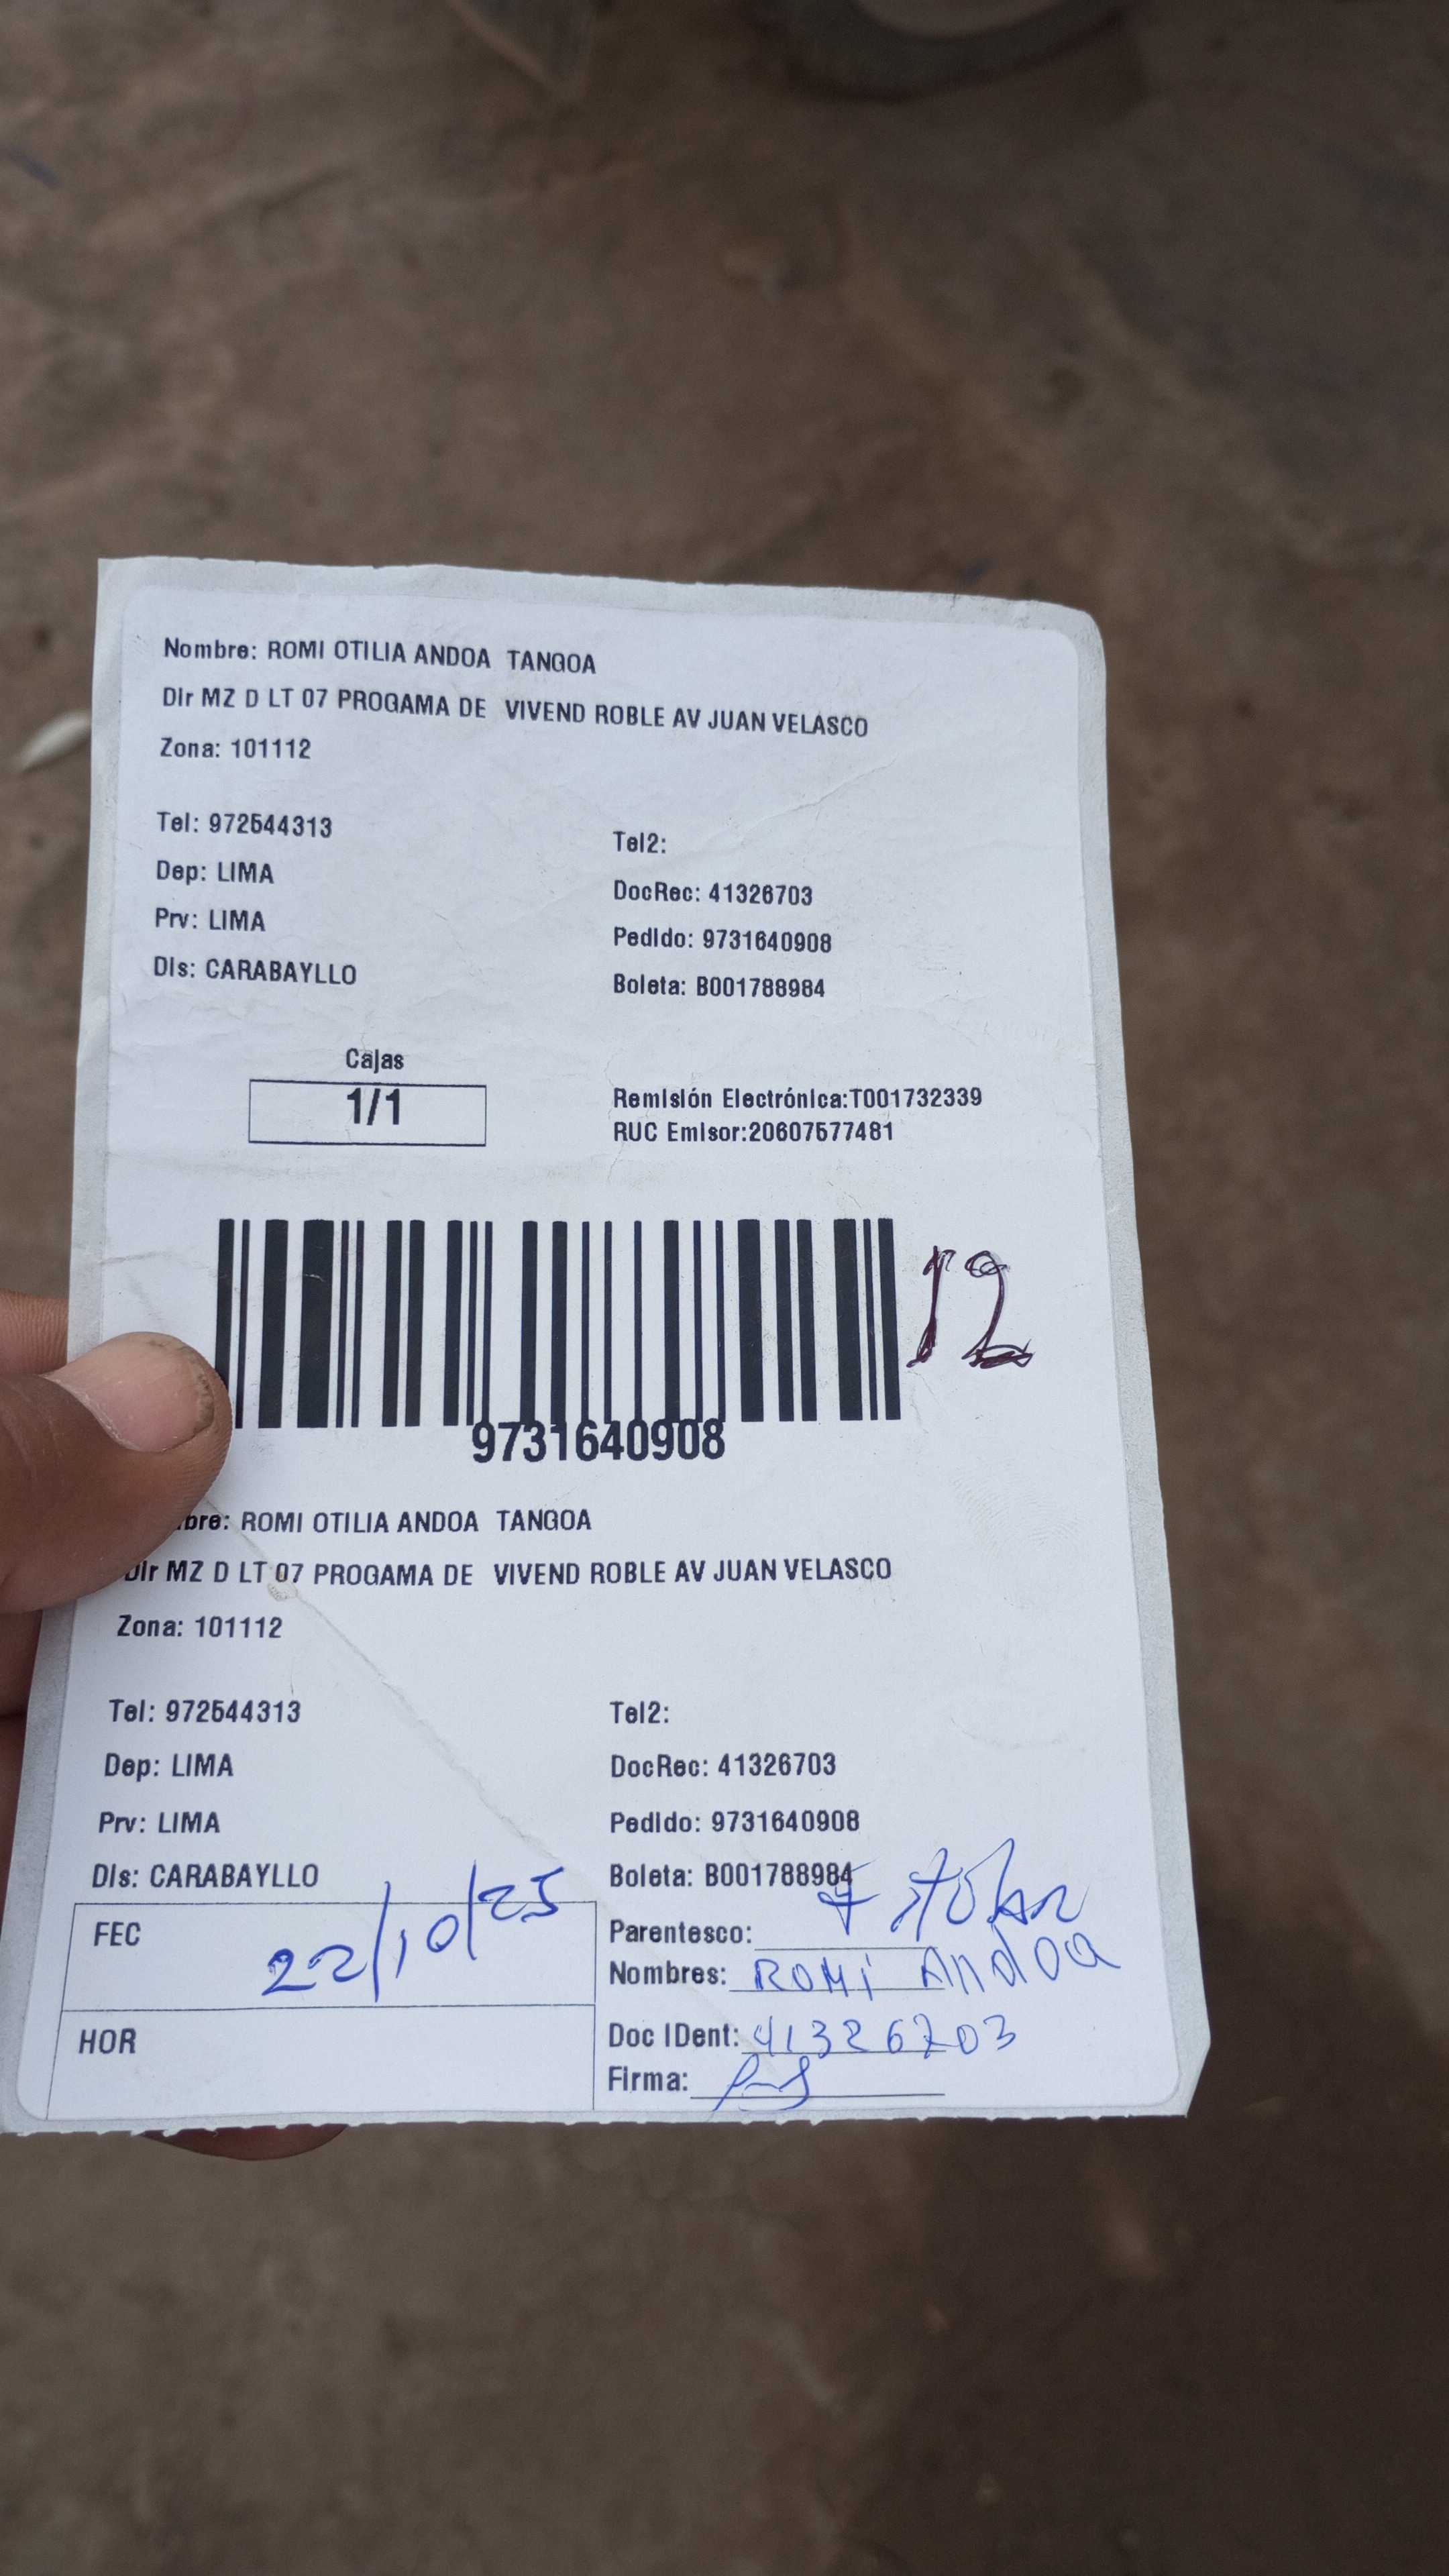 Nombre: ROMI OTILIA ANDOA TANGOA
Dir MZ D LT 07 PROGAMA DE VIVEND ROBLE AV JUAN VELASCO
Zona: 101112
Tel: 972544313
Tel2:
Dep: LIMA
DocRec: 41326703
Prv: LIMA
Pedido: 9731640908
Dis: CARABAYLLO
Boleta: B001788984
Cajas
1/1
Remisión Electrónica:T001732339
RUC Emisor:20607577481
12
9731640908
bre: ROMI OTILIA ANDOA TANGOA
Dir MZ D LT 07 PROGAMA DE VIVEND ROBLE AV JUAN VELASCO
Zona: 101112
Tel: 972544313
Tel2:
Dep: LIMA
DocRec: 41326703
Prv: LIMA
Pedido: 9731640908
Dis: CARABAYLLO
Boleta: B001788984
FEC 22/10/25
Parentesco:
Nombres: ROMI Andoa
HOR
Doc IDent: 41326703
Firma: